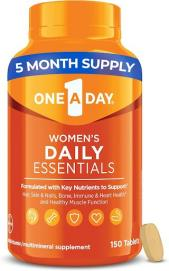 5 MONTH SUPPLY
ONE A DAY
WOMEN'S
DAILY
ESSENTIALS
Formulated with Key Nutrients to Support*
Hair, Skin & Nails, Bone, Immune & Heart Health
and Healthy Muscle Function
multimineral supplement
150 Tablets